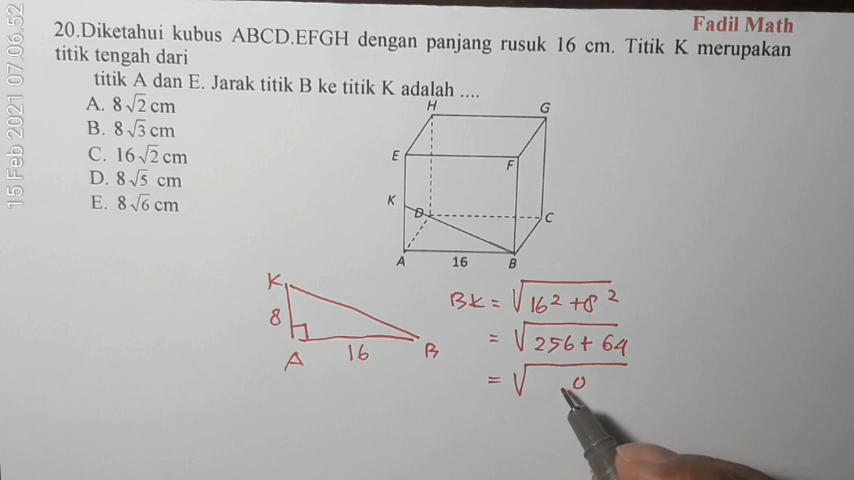 15 Feb 2021 07.06.52
Fadil Math
20.Diketahui kubus ABCD.EFGH dengan panjang rusuk 16 cm. Titik K merupakan
titik tengah dari
titik A dan E. Jarak titik B ke titik K adalah ....
A. 8√2 cm
B. 8√3 cm
C. 16√2 cm
D. 8√5 cm
E. 8√6 cm
H G
E F
K D C
A 16 B
K
8
A 16 B
BK = √16² + 8²
= √256 + 64
= √ 0